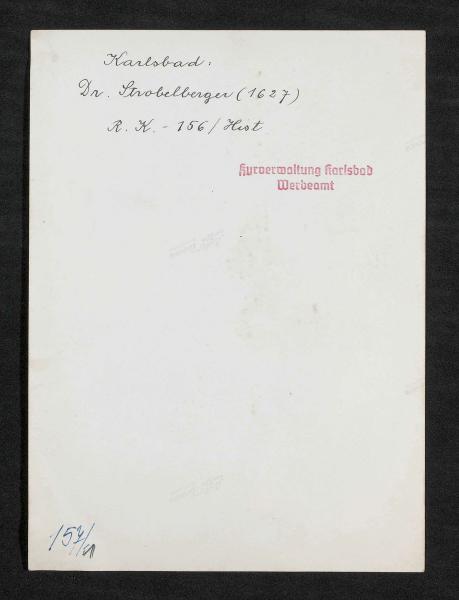 Karlsbad:
Dr. Strobelberger (1627)
R. K. - 156 / Hist
Kurverwaltung Karlsbad
Werbeamt